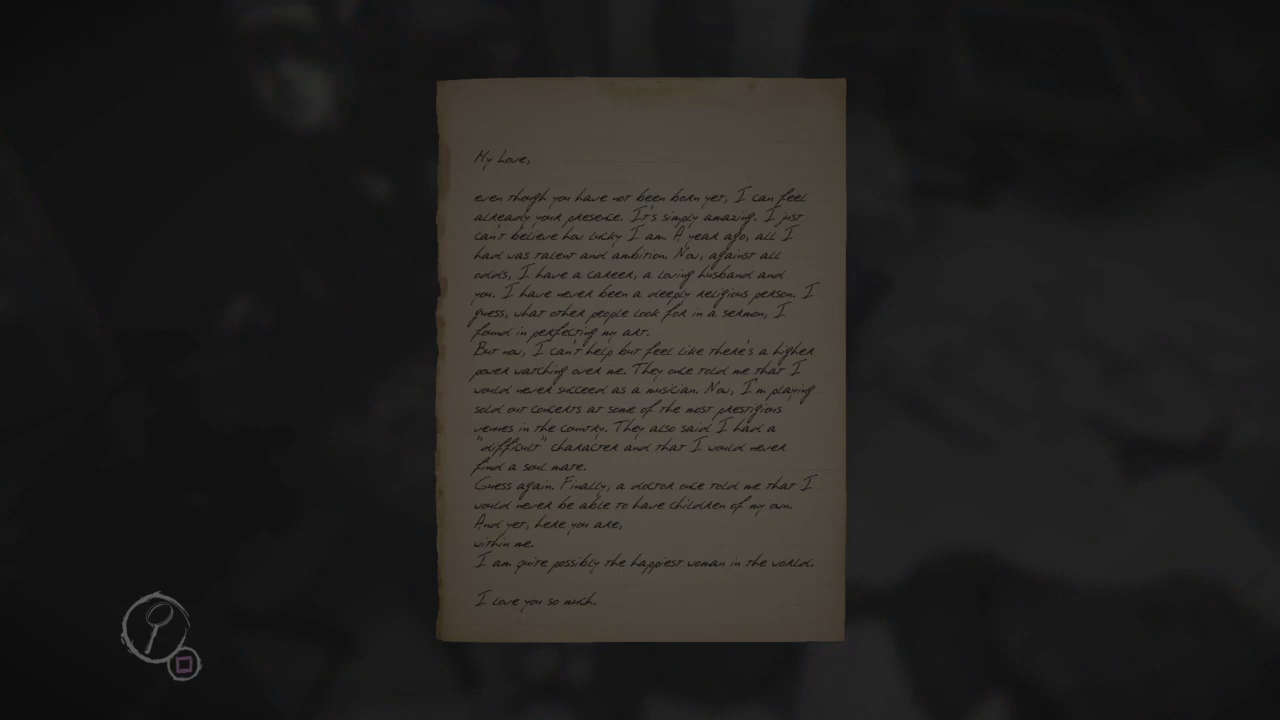 My Love,
even though you have not been born yet, I can feel
already your presence. It's simply amazing. I just
can't believe how lucky I am. A year ago, all I
had was talent and ambition. Now, against all
odds, I have a career, a loving husband and
you. I have never been a deeply religious person. I
guess, what other people look for in a sermon, I
found in perfecting my art.
But now, I can't help but feel like there's a higher
power watching over me. They once told me that I
would never succeed as a musician. Now, I'm playing
sold out concerts at some of the most prestigious
venues in the country. They also said I had a
"difficult" character and that I would never
find a soul mate.
Guess again. Finally, a doctor once told me that I
would never be able to have children of my own.
And yet, here you are,
within me.
I am quite possibly the happiest woman in the world.
I love you so much.